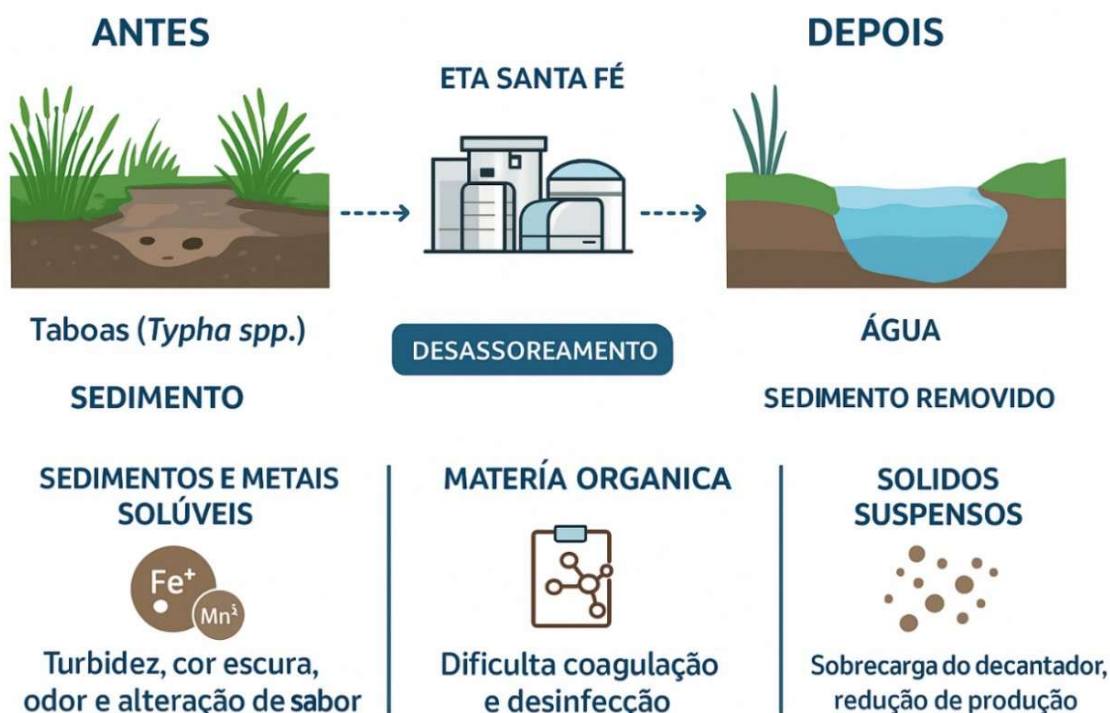 ANTES
DEPOIS
ETA SANTA FÉ
Taboas (Typha spp.)
DESASSOREAMENTO
ÁGUA
SEDIMENTO
SEDIMENTO REMOVIDO
SEDIMENTOS E METAIS
SOLÚVEIS
Fe⁺
Mn
Turbidez, cor escura,
odor e alteração de sabor
MATERÍA ORGANICA
Dificulta coagulação
e desinfecção
SOLIDOS
SUSPENSOS
Sobrecarga do decantador,
redução de produção